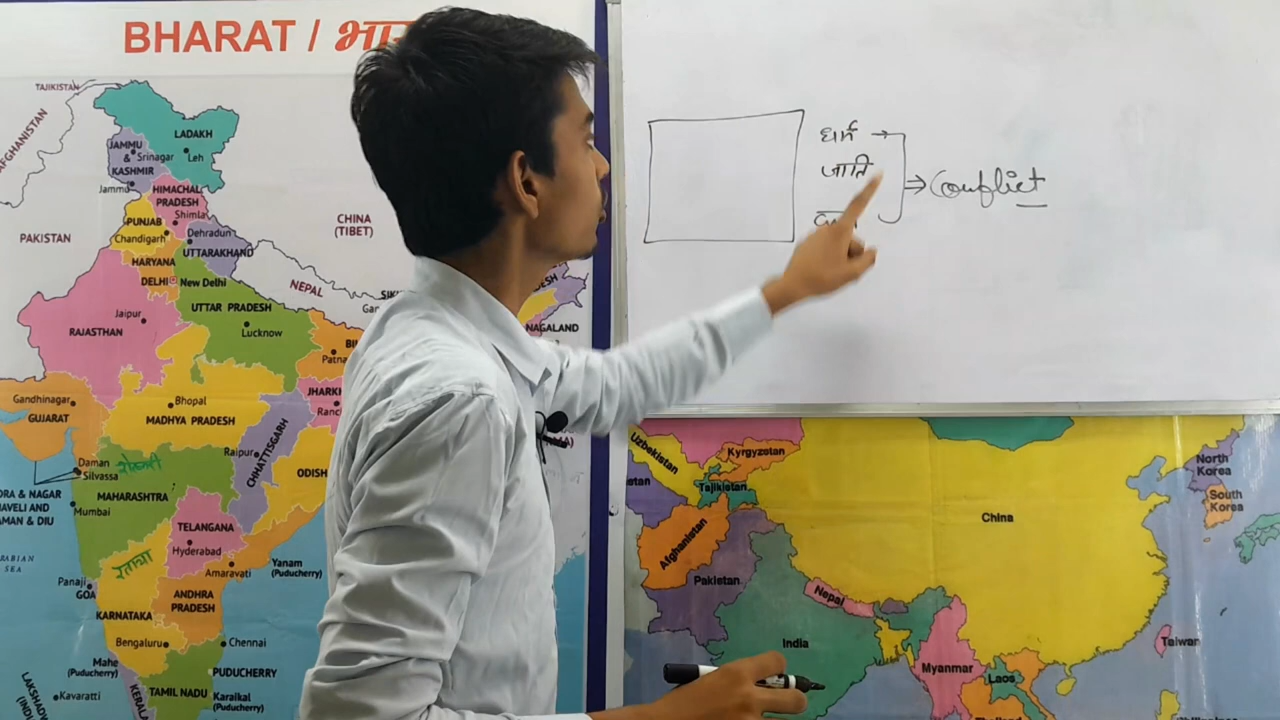 BHARAT /
TAJIKISTAN
AFGHANISTAN
LADAKH
Leh
JAMMU
&
KASHMIR
Srinagar
Jammu
HIMACHAL
PRADESH
Shimla
PUNJAB
Chandigarh
Dehradun
UTTARAKHAND
CHINA
(TIBET)
PAKISTAN
HARYANA
DELHI
New Delhi
NEPAL
UTTAR PRADESH
Lucknow
Jaipur
RAJASTHAN
NAGALAND
Gandhinagar
GUJARAT
Bhopal
MADHYA PRADESH
Raipur
CHHATTISGARH
Daman
Silvassa
MAHARASHTRA
Mumbai
TELANGANA
Hyderabad
Amaravati
Yanam
(Puducherry)
ARABIAN
SEA
Panaji
GOA
ANDHRA
PRADESH
KARNATAKA
Bengaluru
Chennai
Mahe
(Puducherry)
PUDUCHERRY
Kavaratti
TAMIL NADU
Karaikal
(Puducherry)
धर्म →
जाति
→ Conflict
Uzbekistan
Kyrgyzstan
Tajikistan
Afghanistan
Pakistan
China
North
Korea
South
Korea
Nepal
India
Myanmar
Laos
Taiwan